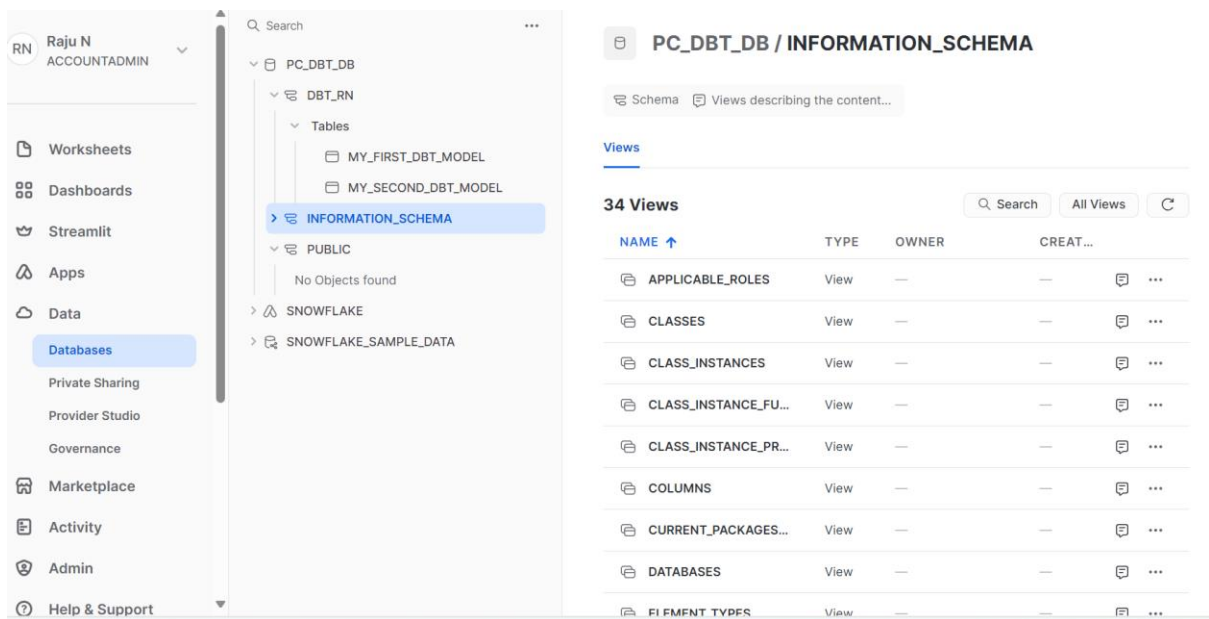 RN
Raju N
ACCOUNTADMIN
Worksheets
Dashboards
Streamlit
Apps
Data
Databases
Private Sharing
Provider Studio
Governance
Marketplace
Activity
Admin
Help & Support
Search
PC_DBT_DB
DBT_RN
Tables
MY_FIRST_DBT_MODEL
MY_SECOND_DBT_MODEL
INFORMATION_SCHEMA
PUBLIC
No Objects found
SNOWFLAKE
SNOWFLAKE_SAMPLE_DATA
PC_DBT_DB / INFORMATION_SCHEMA
Schema Views describing the content...
Views
34 Views Search All Views
NAME TYPE OWNER CREAT...
APPLICABLE_ROLES View — —
CLASSES View — —
CLASS_INSTANCES View — —
CLASS_INSTANCE_FU... View — —
CLASS_INSTANCE_PR... View — —
COLUMNS View — —
CURRENT_PACKAGES... View — —
DATABASES View — —
ELEMENT_TYPES View — —